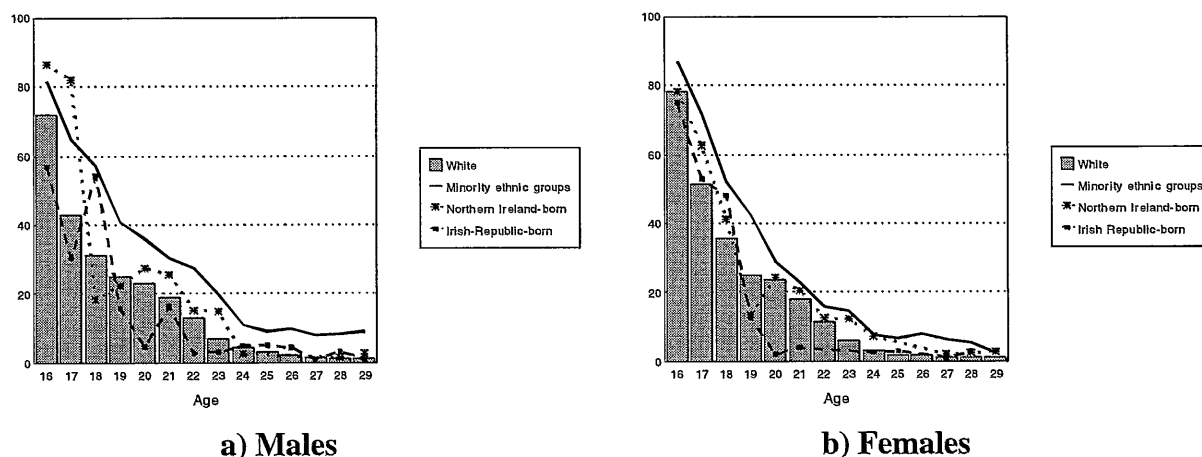 100
80
60
40
20
0
16 17 18 19 20 21 22 23 24 25 26 27 28 29
Age
White
Minority ethnic groups
Northern Ireland-born
Irish-Republic-born
a) Males
100
80
60
40
20
0
16 17 18 19 20 21 22 23 24 25 26 27 28 29
Age
White
Minority ethnic groups
Northern Ireland-born
Irish Republic-born
b) Females